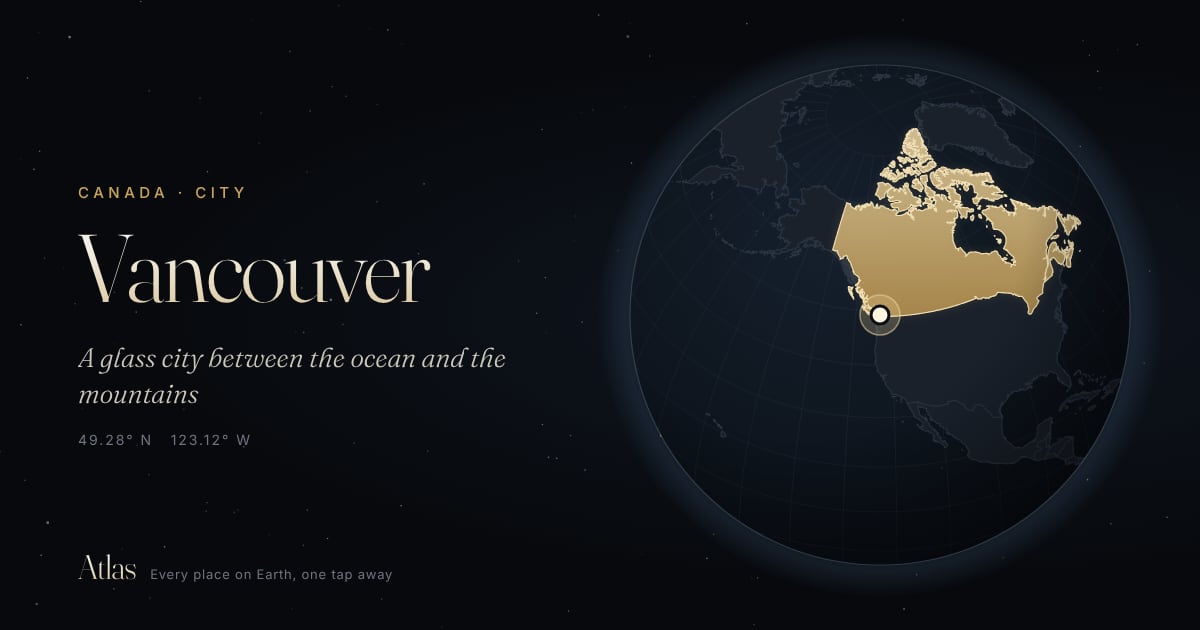 CANADA · CITY
Vancouver
A glass city between the ocean and the
mountains
49.28° N 123.12° W
Atlas Every place on Earth, one tap away